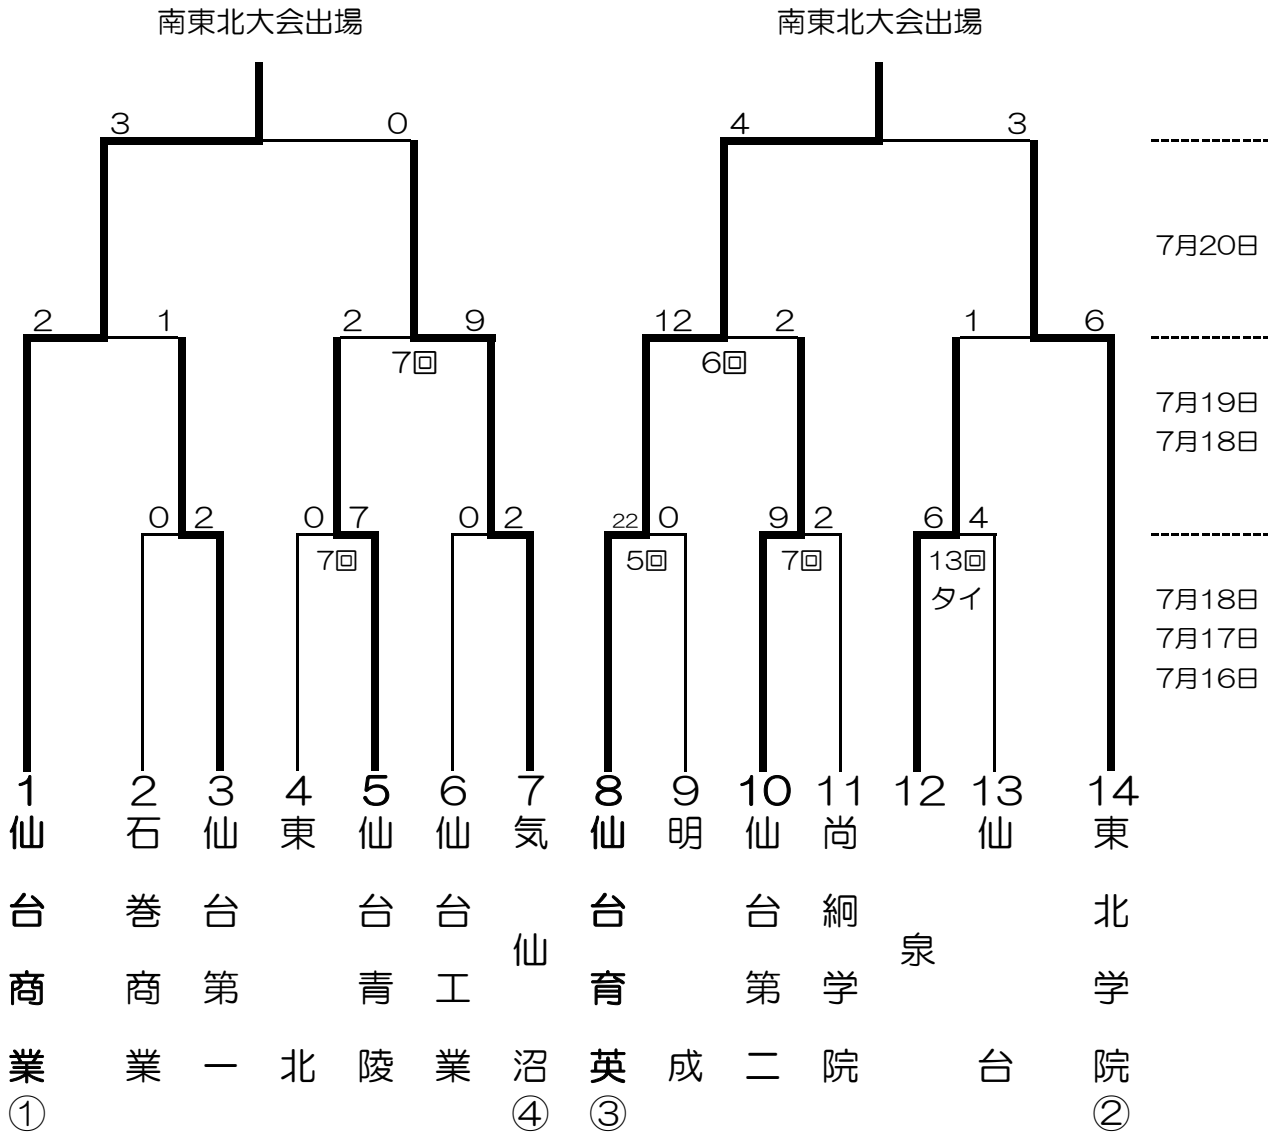 南東北大会出場 南東北大会出場
3 0 4 3
7月20日
2 1 2 9 12 2 1 6
7回 6回
7月19日
7月18日
0 2 0 7 0 2 22 0 9 2 6 4
7回 5回 7回 13回
タイ
7月18日
7月17日
7月16日
1 2 3 4 5 6 7 8 9 10 11 12 13 14
仙台商業①
石巻商業
仙台第一
東北
仙台青陵
仙台工業
気仙沼④
仙台育英③
明成
仙台第二
尚絅学院
泉
仙台
東北学院②